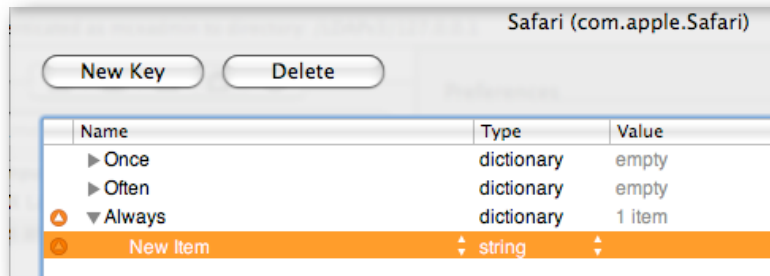 Safari (com.apple.Safari)
New Key Delete
Name Type Value
Once dictionary empty
Often dictionary empty
Always dictionary 1 item
New Item string